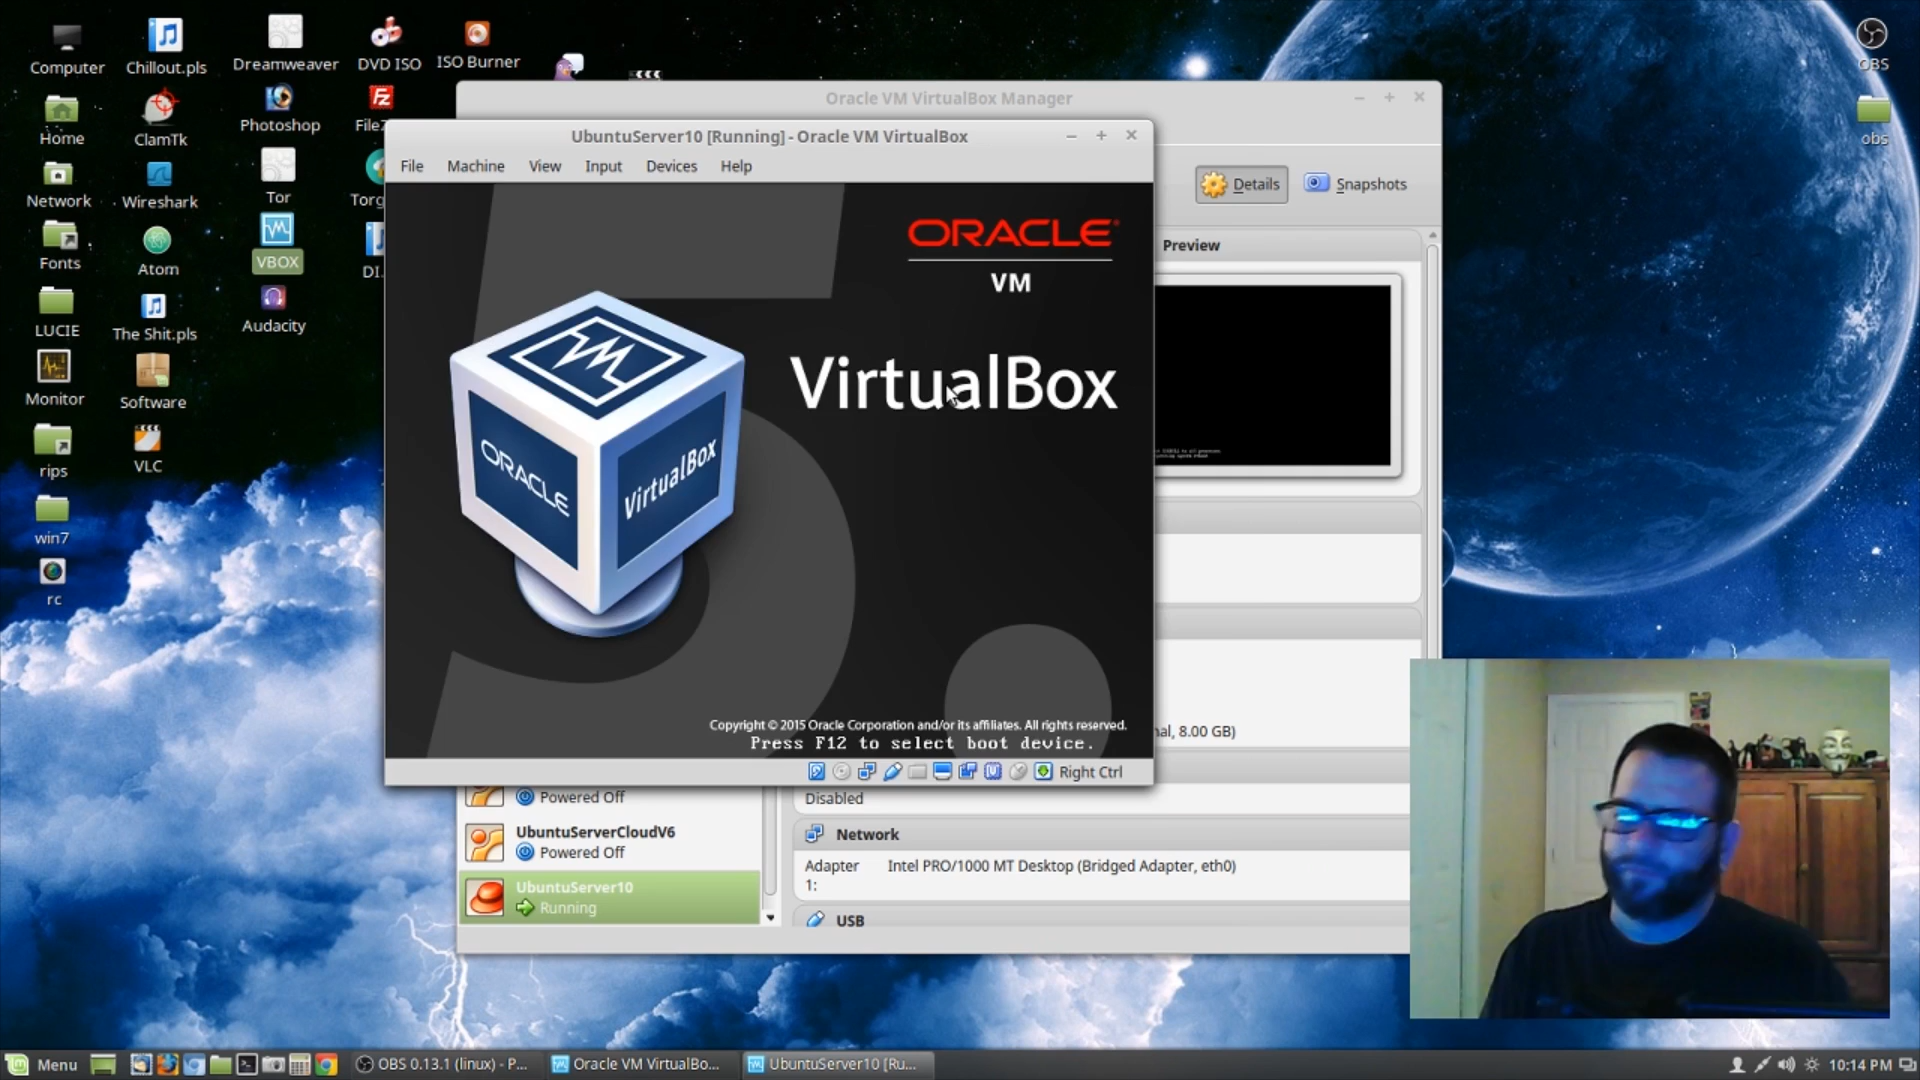 Computer
Chillout.pls
Dreamweaver
DVD ISO
ISO Burner
Home
ClamTk
Photoshop
FileZ
Network
Wireshark
Tor
Torg
Fonts
Atom
VBOX
DI.
LUCIE
The Shit.pls
Audacity
Monitor
Software
rips
VLC
win7
rc
OBS
obs
Oracle VM VirtualBox Manager
Details
Snapshots
Preview
UbuntuServer10 [Running] - Oracle VM VirtualBox
File Machine View Input Devices Help
ORACLE
VM
VirtualBox
ORACLE
VirtualBox
Copyright © 2015 Oracle Corporation and/or its affiliates. All rights reserved.
Press F12 to select boot device.
Right Ctrl
al, 8.00 GB)
Powered Off
Disabled
UbuntuServerCloudV6
Powered Off
Network
Adapter 1: Intel PRO/1000 MT Desktop (Bridged Adapter, eth0)
UbuntuServer10
Running
USB
Menu
OBS 0.13.1 (linux) - P...
Oracle VM VirtualBo...
UbuntuServer10 [Ru...
10:14 PM